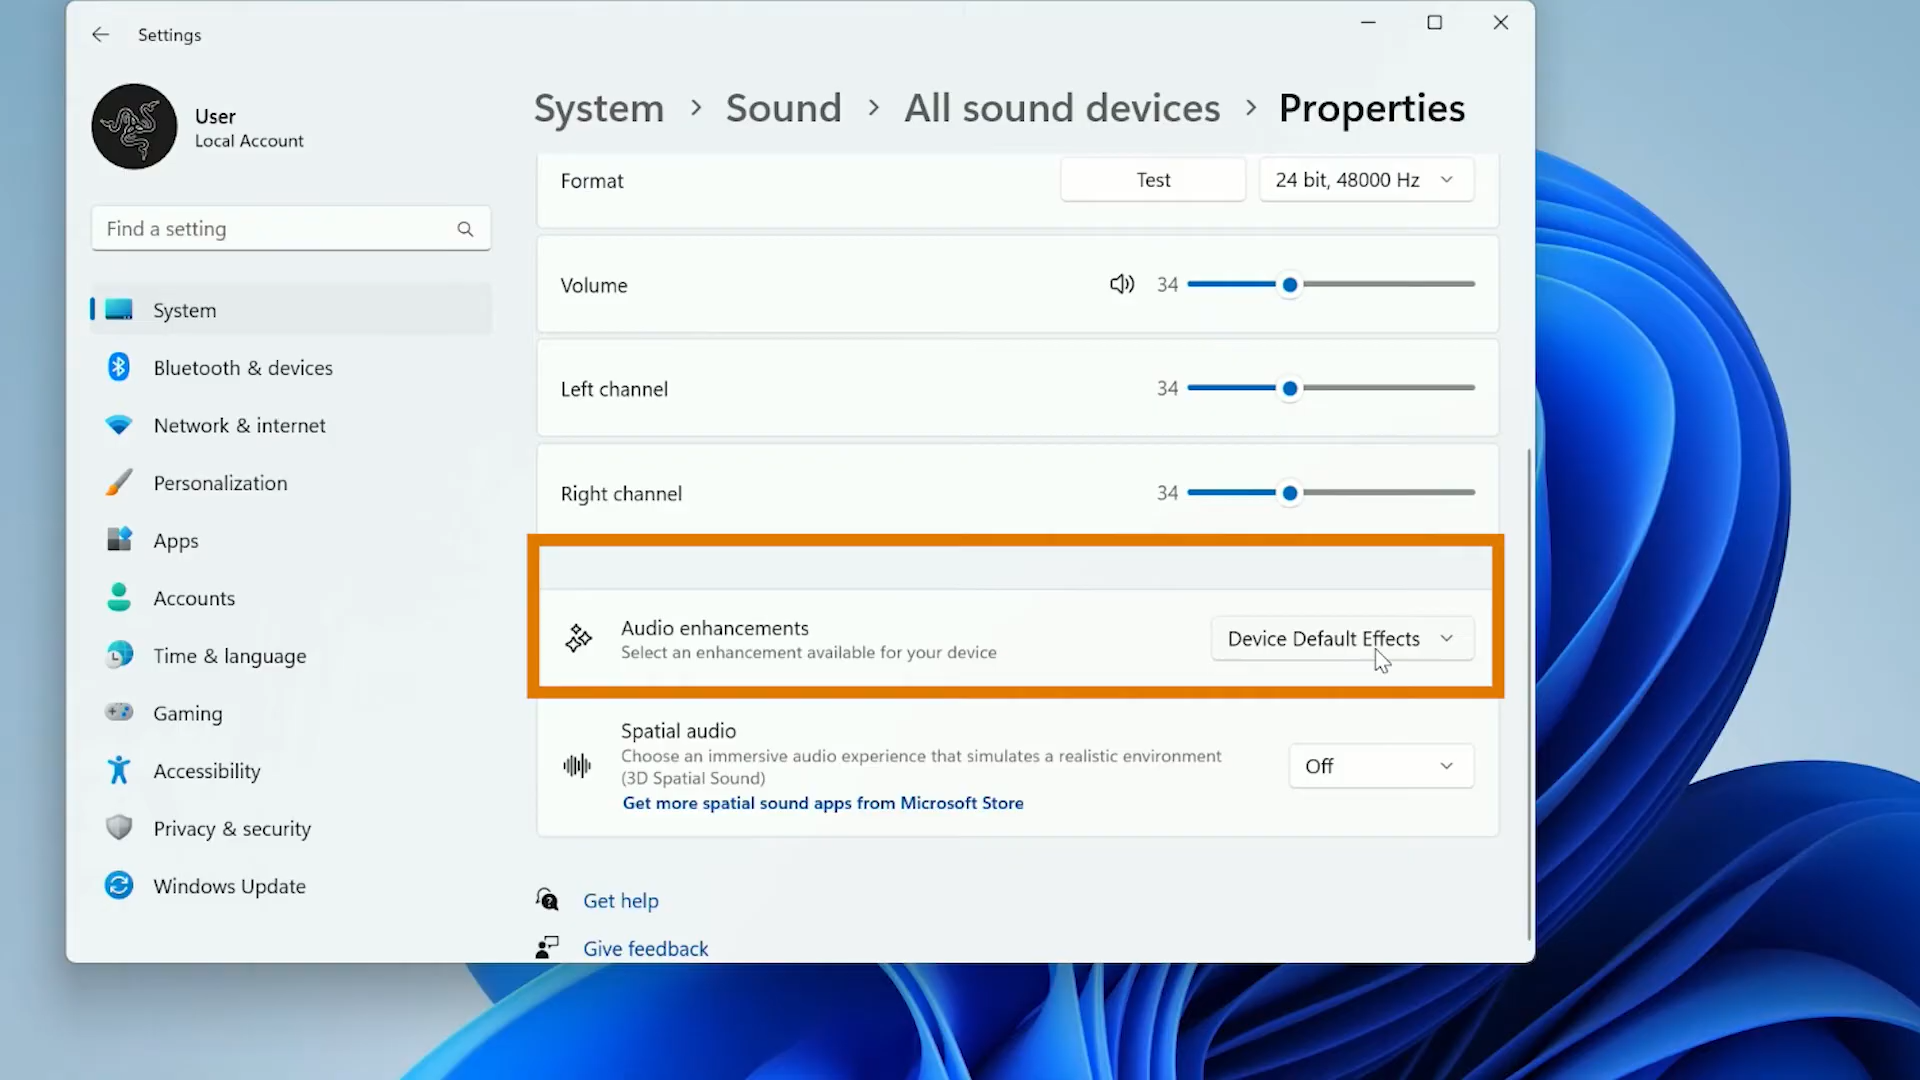 Settings
User
Local Account
Find a setting
System
Bluetooth & devices
Network & internet
Personalization
Apps
Accounts
Time & language
Gaming
Accessibility
Privacy & security
Windows Update
System > Sound > All sound devices > Properties
Format Test 24 bit, 48000 Hz
Volume 34
Left channel 34
Right channel 34
Audio enhancements
Select an enhancement available for your device
Device Default Effects
Spatial audio
Choose an immersive audio experience that simulates a realistic environment
(3D Spatial Sound)
Get more spatial sound apps from Microsoft Store
Off
Get help
Give feedback